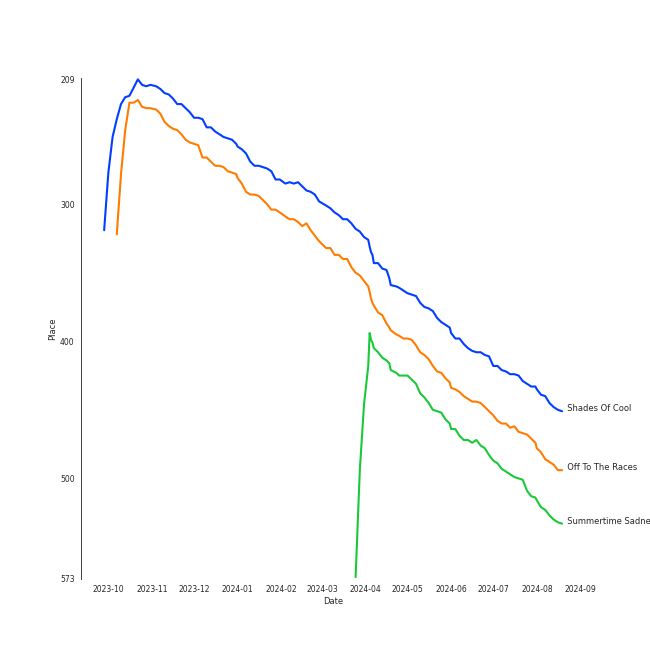 209
300
400
500
573
Place
Shades Of Cool
Off To The Races
Summertime Sadne
2023-10 2023-11 2023-12 2024-01 2024-02 2024-03 2024-04 2024-05 2024-06 2024-07 2024-08 2024-09
Date